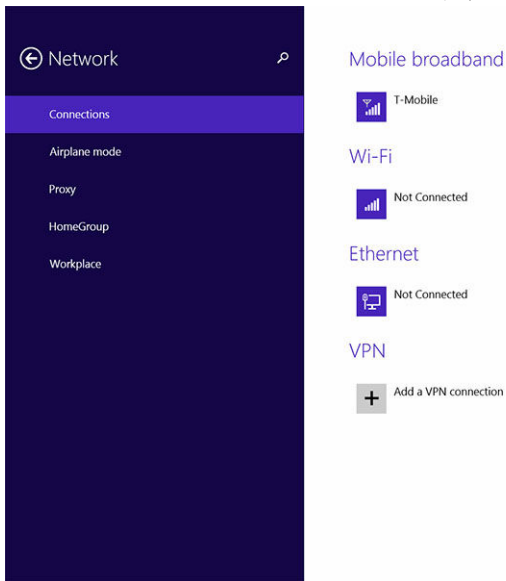 Network
Connections
Airplane mode
Proxy
HomeGroup
Workplace
Mobile broadband
T-Mobile
Wi-Fi
Not Connected
Ethernet
Not Connected
VPN
Add a VPN connection